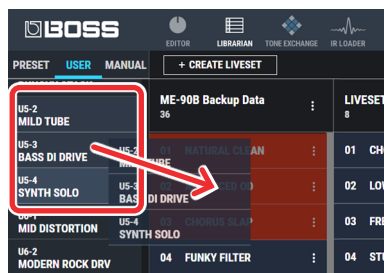 BOSS
EDITOR
LIBRARIAN
TONE EXCHANGE
IR LOADER
PRESET
USER
MANUAL
+ CREATE LIVESET
U5-2
MILD TUBE
U5-3
BASS DI DRIVE
U5-4
SYNTH SOLO
MID DISTORTION
U6-2
MODERN ROCK DRV
ME-90B Backup Data
36
01 NATURAL CLEAN
03 CHORUS SLAP
04 FUNKY FILTER
U5-2
U5-3
BASS DI DRIVE
U5-4
SYNTH SOLO
LIVESET
8
01
02
03
04